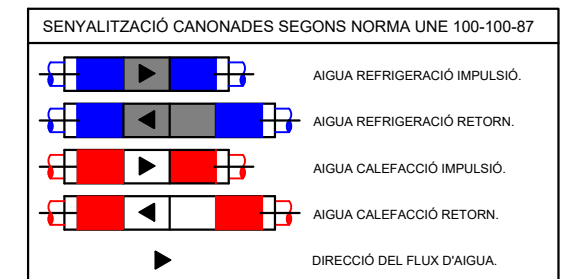 SENYALITZACIÓ CANONADES SEGONS NORMA UNE 100-100-87
AIGUA REFRIGERACIÓ IMPULSIÓ.
AIGUA REFRIGERACIÓ RETORN.
AIGUA CALEFACCIÓ IMPULSIÓ.
AIGUA CALEFACCIÓ RETORN.
DIRECCIÓ DEL FLUX D'AIGUA.